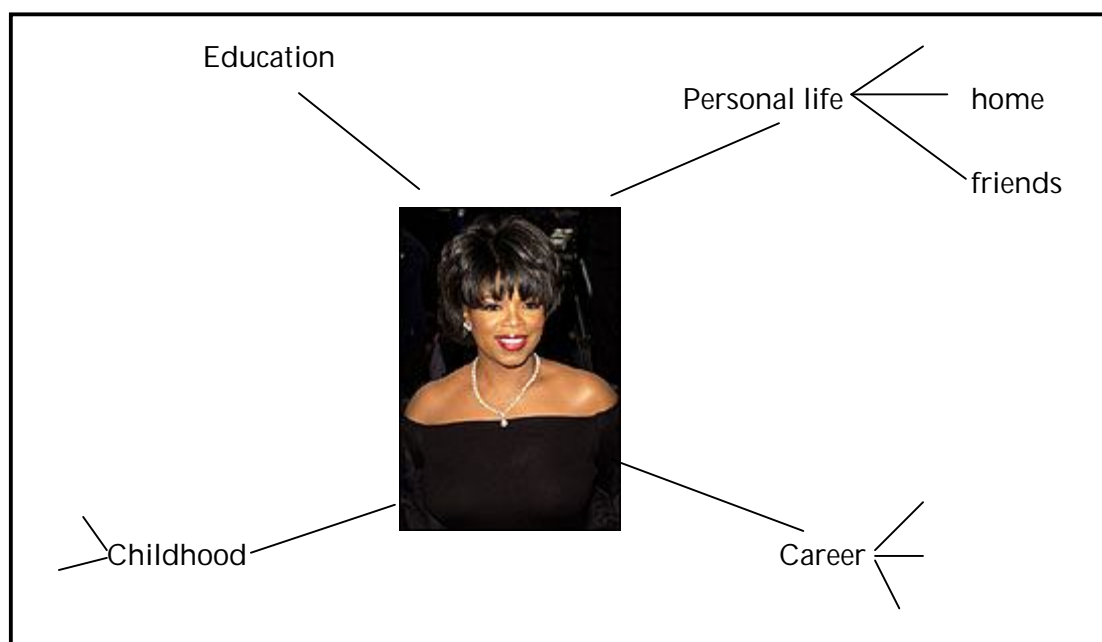 Education
Personal life
home
friends
Childhood
Career